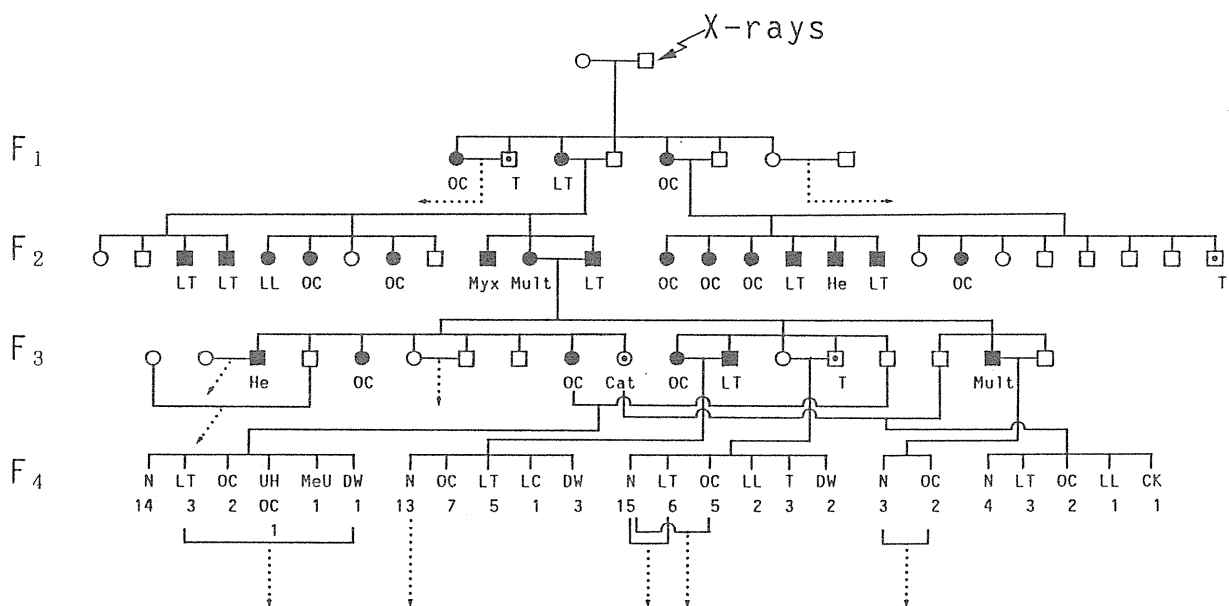 X-rays
F1
OC T LT OC
F2
LT LT LL OC OC Myx Mult LT OC OC OC LT He LT OC T
F3
He OC OC Cat OC LT T Mult
F4
N LT OC UH MeU DW N OC LT LC DW N LT OC LL T DW N OC N LT OC LL CK
14 3 2 OC 1 1 13 7 5 1 3 15 6 5 2 3 2 3 2 4 3 2 1 1
1